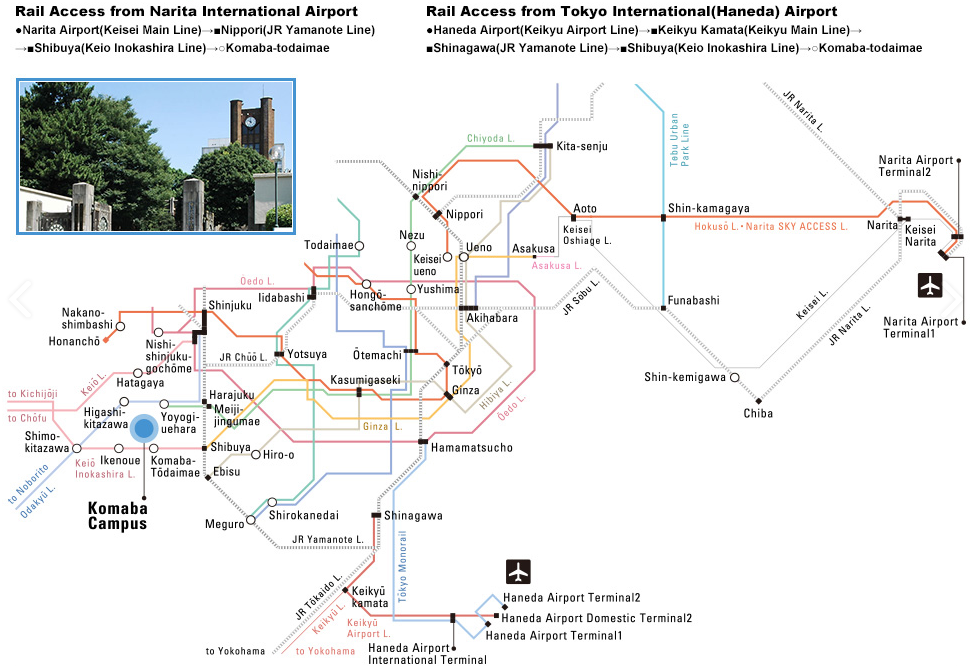 Rail Access from Narita International Airport
●Narita Airport(Keisei Main Line)→■Nippori(JR Yamanote Line)
→■Shibuya(Keio Inokashira Line)→○Komaba-todaimae
Rail Access from Tokyo International(Haneda) Airport
●Haneda Airport(Keikyu Airport Line)→■Keikyu Kamata(Keikyu Main Line)→
■Shinagawa(JR Yamanote Line)→■Shibuya(Keio Inokashira Line)→○Komaba-todaimae
JR Narita L.
Tobu Urban
Park Line
Chiyoda L.
Kita-senju
Narita Airport
Terminal2
Nishi-
nippori
Nippori
Aoto
Shin-kamagaya
Keisei
Oshiage L.
Hokusō L.・Narita SKY ACCESS L.
Narita
Keisei
Narita
Todaimae
Nezu
Keisei
ueno
Ueno
Asakusa
Asakusa L.
Ōedo L.
Iidabashi
Hongō-
sanchōme
Yushima
JR Sōbu L.
Funabashi
Keisei L.
JR Narita L.
Narita Airport
Terminal1
Nakano-
shimbashi
Honanchō
Shinjuku
Akihabara
Nishi-
shinjuku-
gochōme
JR Chūō L.
Yotsuya
Ōtemachi
Tōkyō
Hatagaya
Keiō L.
Kasumigaseki
Ginza
Hibiya L.
Ōedo L.
Shin-kemigawa
Chiba
to Kichijōji
to Chōfu
Higashi-
kitazawa
Yoyogi-
uehara
Harajuku
Meiji-
jingumae
Ginza L.
Shimo-
kitazawa
Keiō
Inokashira L.
Ikenoue
Komaba-
Tōdaimae
Shibuya
Hiro-o
Hamamatsucho
Ebisu
to Noborito
Odakyū L.
Komaba
Campus
Meguro
Shirokanedai
Shinagawa
JR Yamanote L.
Tōkyo Monorail
JR Tōkaido L.
Keikyū L.
Keikyū
kamata
Keikyū
Airport L.
Haneda Airport Terminal2
Haneda Airport Domestic Terminal2
Haneda Airport Terminal1
Haneda Airport
International Terminal
to Yokohama
to Yokohama